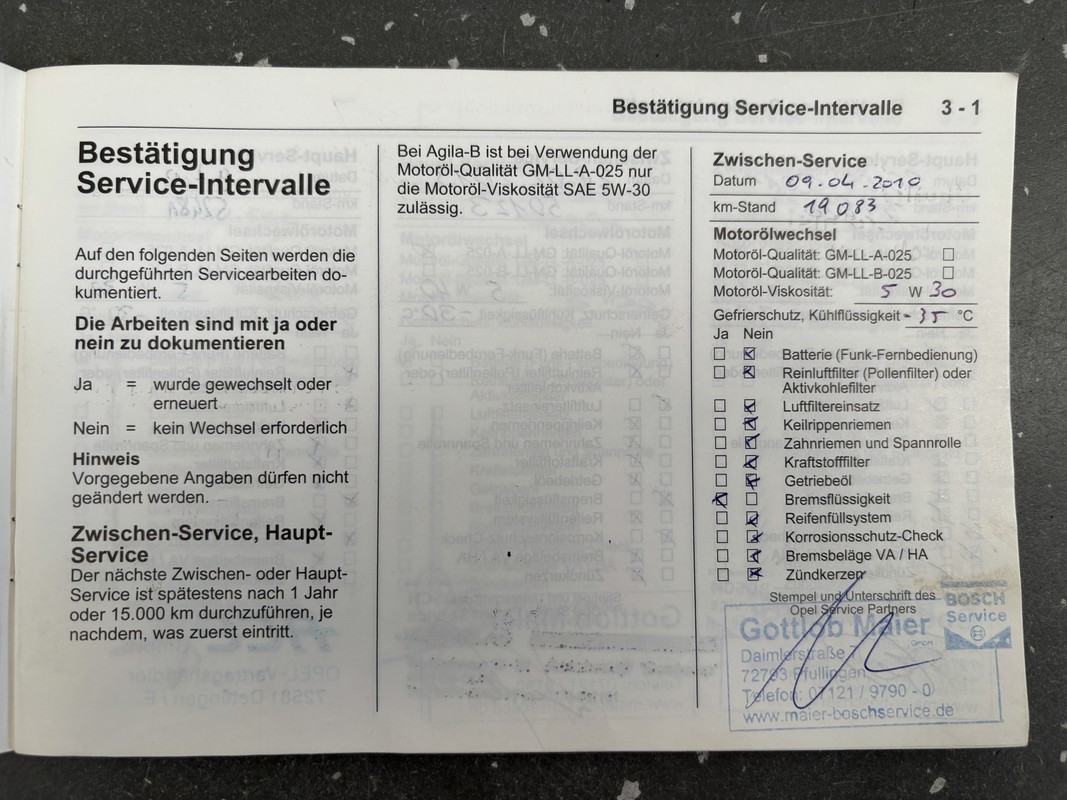 Bestätigung Service-Intervalle 3 - 1
Bestätigung
Service-Intervalle
Auf den folgenden Seiten werden die
durchgeführten Servicearbeiten do-
kumentiert.
Die Arbeiten sind mit ja oder
nein zu dokumentieren
Ja = wurde gewechselt oder
erneuert
Nein = kein Wechsel erforderlich
Hinweis
Vorgegebene Angaben dürfen nicht
geändert werden.
Zwischen-Service, Haupt-
Service
Der nächste Zwischen- oder Haupt-
Service ist spätestens nach 1 Jahr
oder 15.000 km durchzuführen, je
nachdem, was zuerst eintritt.
Bei Agila-B ist bei Verwendung der
Motoröl-Qualität GM-LL-A-025 nur
die Motoröl-Viskosität SAE 5W-30
zulässig.
Zwischen-Service
Datum 09.04.2010
km-Stand 19083
Motorölwechsel
Motoröl-Qualität: GM-LL-A-025
Motoröl-Qualität: GM-LL-B-025
Motoröl-Viskosität: 5 W 30
Gefrierschutz, Kühlflüssigkeit -35 °C
Ja Nein
Batterie (Funk-Fernbedienung)
Reinluftfilter (Pollenfilter) oder
Aktivkohlefilter
Luftfiltereinsatz
Keilrippenriemen
Zahnriemen und Spannrolle
Kraftstofffilter
Getriebeöl
Bremsflüssigkeit
Reifenfüllsystem
Korrosionsschutz-Check
Bremsbeläge VA / HA
Zündkerzen
Stempel und Unterschrift des
Opel Service Partners
BOSCH
Service
Gottlob Maier
GmbH
Daimlerstraße 7
72793 Pfullingen
Telefon: 07121 / 9790 - 0
www.maier-boschservice.de